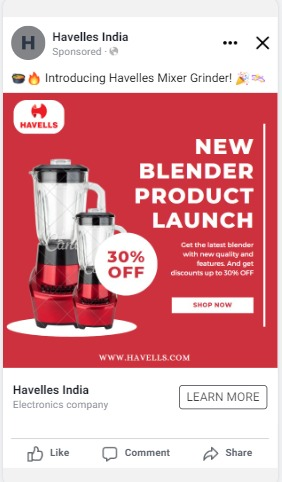 H
Havelles India
Sponsored ·
Introducing Havelles Mixer Grinder!
HAVELLS
NEW
BLENDER
PRODUCT
LAUNCH
Get the latest blender
with new quality and
features. And get
discounts up to 30% OFF
30%
OFF
SHOP NOW
WWW.HAVELLS.COM
Havelles India
Electronics company
LEARN MORE
Like
Comment
Share